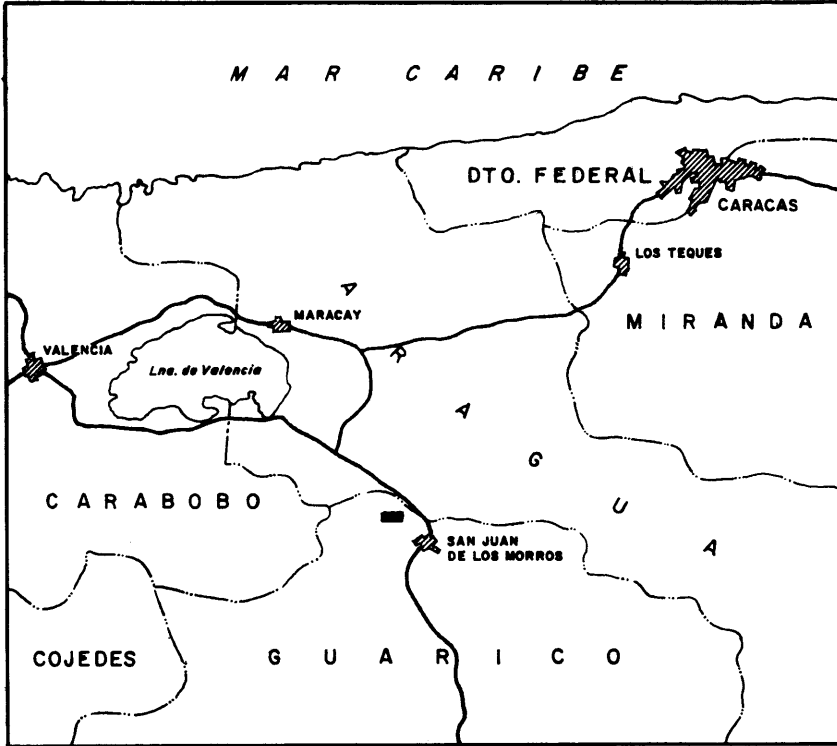 MAR CARIBE
DTO. FEDERAL
CARACAS
LOS TEQUES
MIRANDA
MARACAY
ARAGUA
VALENCIA
Lna. de Valencia
CARABOBO
SAN JUAN
DE LOS MORROS
COJEDES
GUARICO